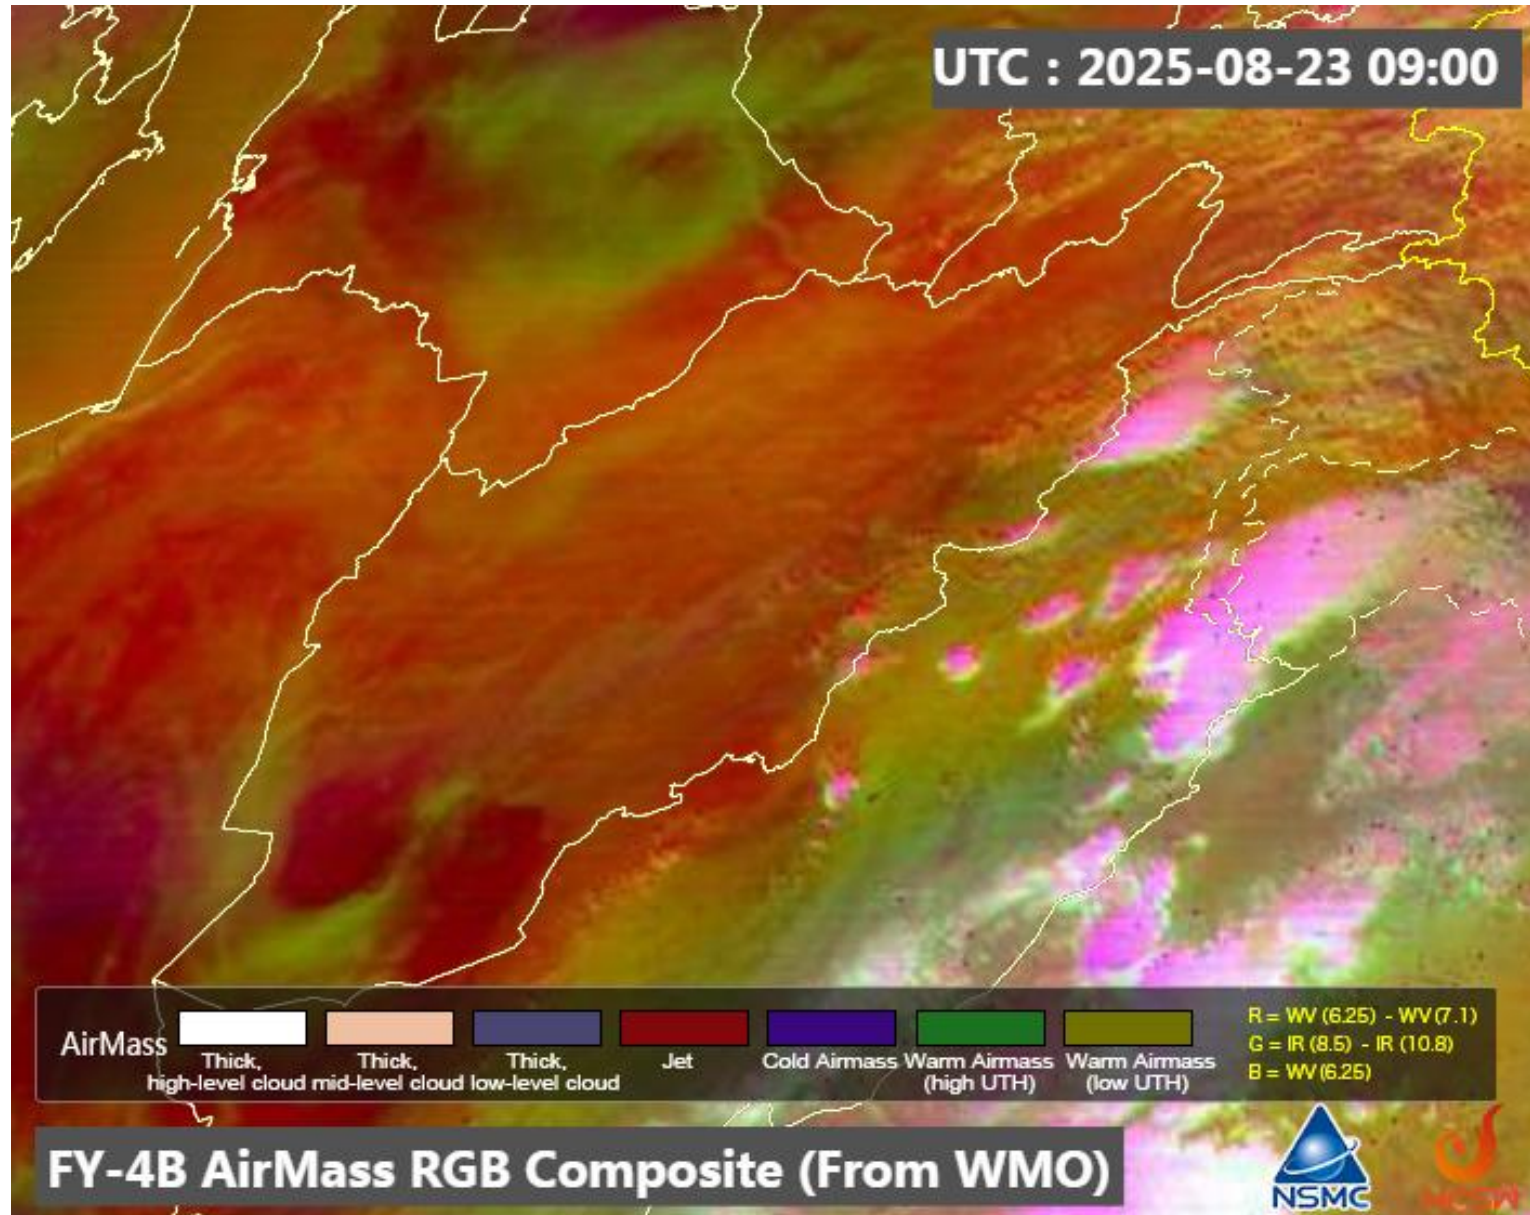 UTC : 2025-08-23 09:00
AirMass
Thick,
high-level cloud
Thick,
mid-level cloud
Thick,
low-level cloud
Jet
Cold Airmass
Warm Airmass
(high UTH)
Warm Airmass
(low UTH)
R = WV (6.25) - WV (7.1)
G = IR (8.5) - IR (10.8)
B = WV (6.25)
FY-4B AirMass RGB Composite (From WMO)
NSMC